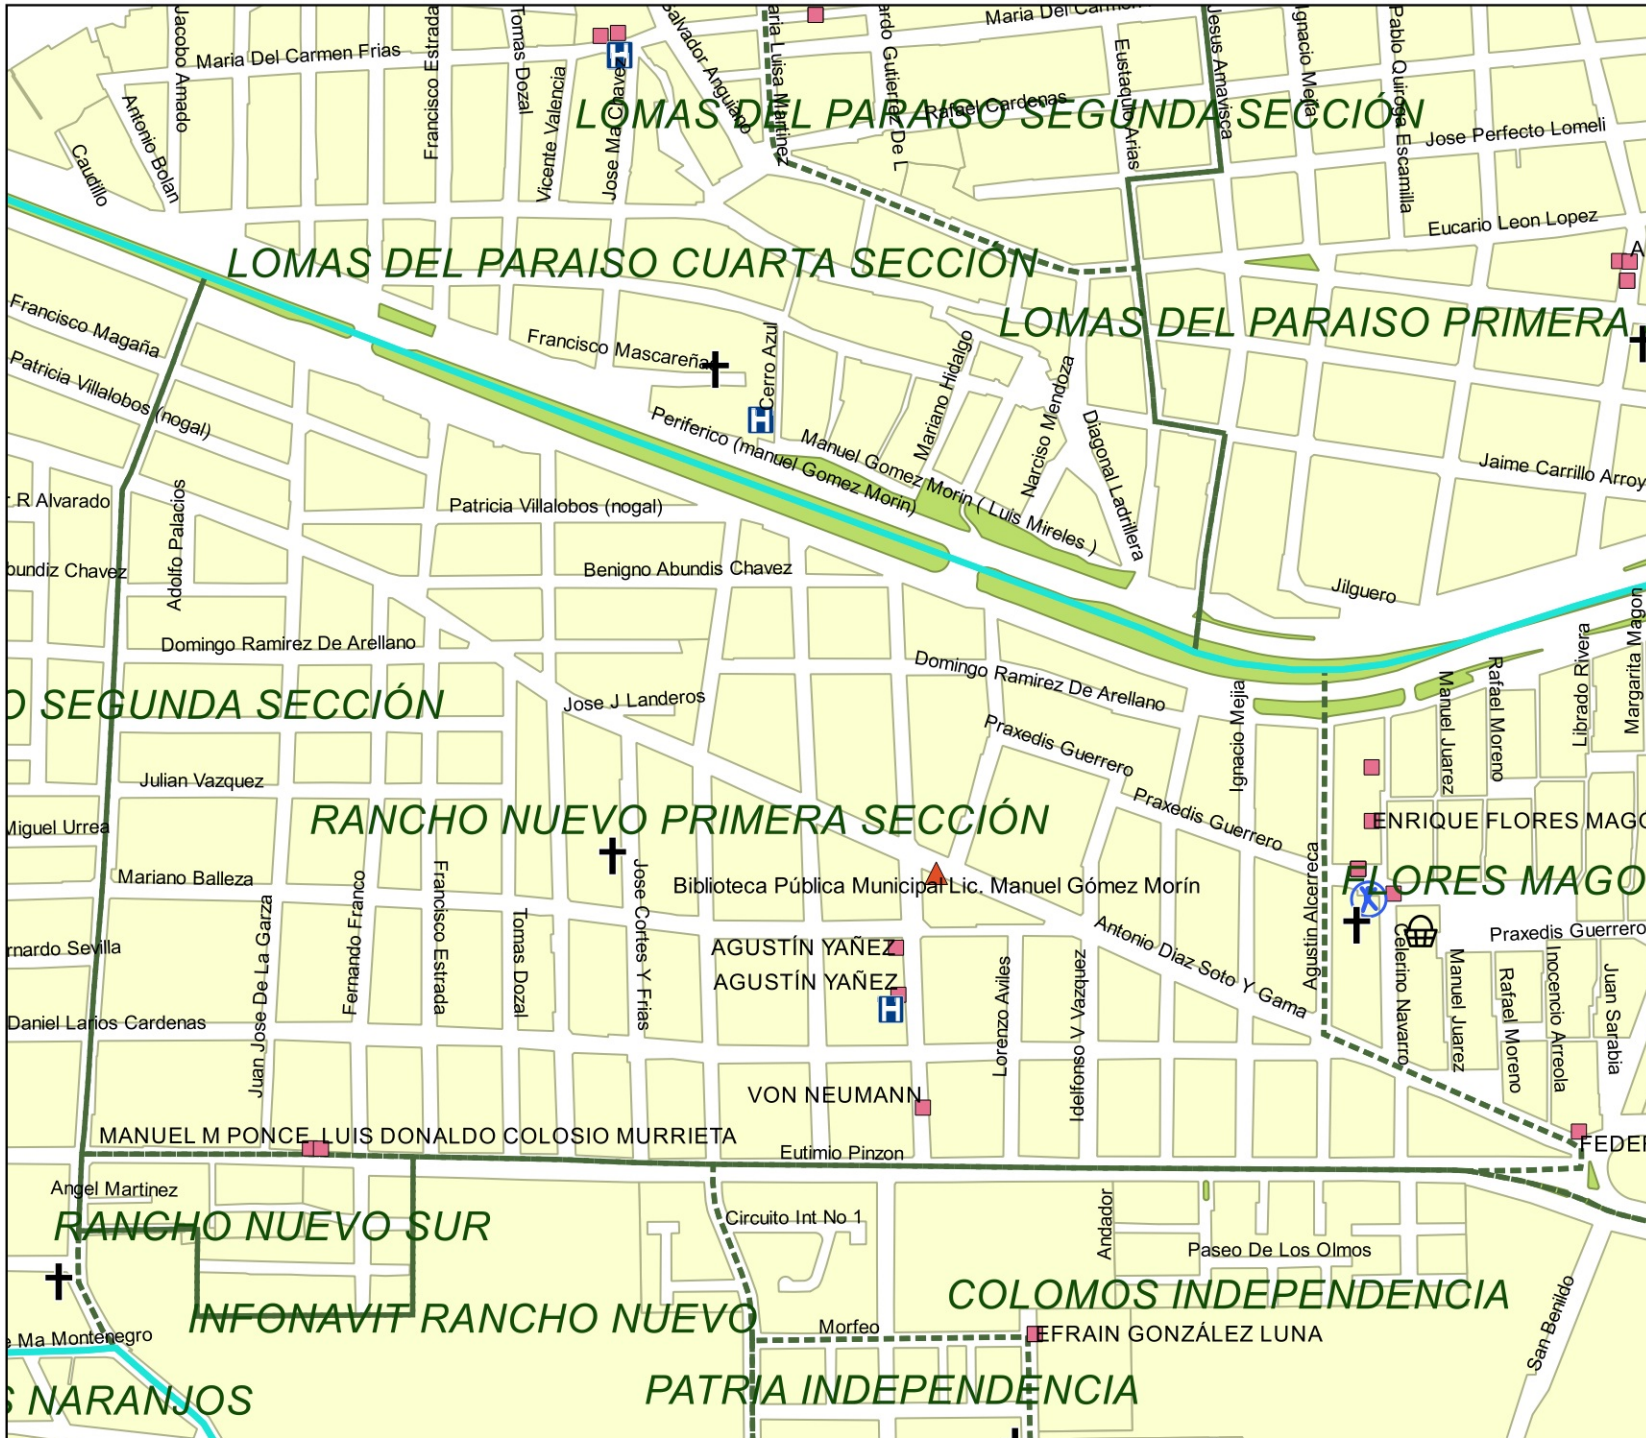 Jacobo Amado
Maria Del Carmen Frias
Francisco Estrada
Tomas Dozal
Vicente Valencia
Jose Ma Chavez
H
Salvador Anguiano
aria Luisa Martinez
ardo Gutierrez De L
Maria Del Carmen
Eustaquio Arias
Jesus Amavisca
Ignacio Mejia
Pablo Quiroga Escamilla
Antonio Bolan
Caudillo
LOMAS DEL PARAISO SEGUNDA SECCIÓN
Rafael Cardenas
Jose Perfecto Lomeli
Eucario Leon Lopez
A
LOMAS DEL PARAISO CUARTA SECCIÓN
LOMAS DEL PARAISO PRIMERA
Francisco Magaña
Patricia Villalobos (nogal)
Francisco Mascareñas
Cerro Azul
H
Mariano Hidalgo
Narciso Mendoza
Diagonal Ladrillera
Periferico (manuel Gomez Morin)
Manuel Gomez Morin ( Luis Mireles )
Jaime Carrillo Arroy
r R Alvarado
Adolfo Palacios
Patricia Villalobos (nogal)
bundiz Chavez
Benigno Abundis Chavez
Jilguero
Domingo Ramirez De Arellano
Domingo Ramirez De Arellano
Librado Rivera
Margarita Magon
Rafael Moreno
Manuel Juarez
Ignacio Mejia
O SEGUNDA SECCIÓN
Jose J Landeros
Praxedis Guerrero
Julian Vazquez
Praxedis Guerrero
RANCHO NUEVO PRIMERA SECCIÓN
Miguel Urrea
ENRIQUE FLORES MAGO
Mariano Balleza
Biblioteca Pública Municipal Lic. Manuel Gómez Morín
FLORES MAGO
Juan Jose De La Garza
Fernando Franco
Francisco Estrada
Tomas Dozal
Jose Cortes Y Frias
Agustin Alcerreca
rnardo Sevilla
AGUSTÍN YAÑEZ
Antonio Diaz Soto Y Gama
Praxedis Guerrero
AGUSTÍN YAÑEZ
H
Lorenzo Aviles
Idelfonso V Vazquez
Celerino Navarro
Manuel Juarez
Rafael Moreno
Inocencio Arreola
Juan Sarabia
Daniel Larios Cardenas
VON NEUMANN
MANUEL M PONCE
LUIS DONALDO COLOSIO MURRIETA
Eutimio Pinzon
FEDER
Angel Martinez
RANCHO NUEVO SUR
Circuito Int No 1
Andador
Paseo De Los Olmos
COLOMOS INDEPENDENCIA
San Benildo
INFONAVIT RANCHO NUEVO
e Ma Montenegro
Morfeo
EFRAIN GONZÁLEZ LUNA
S NARANJOS
PATRIA INDEPENDENCIA